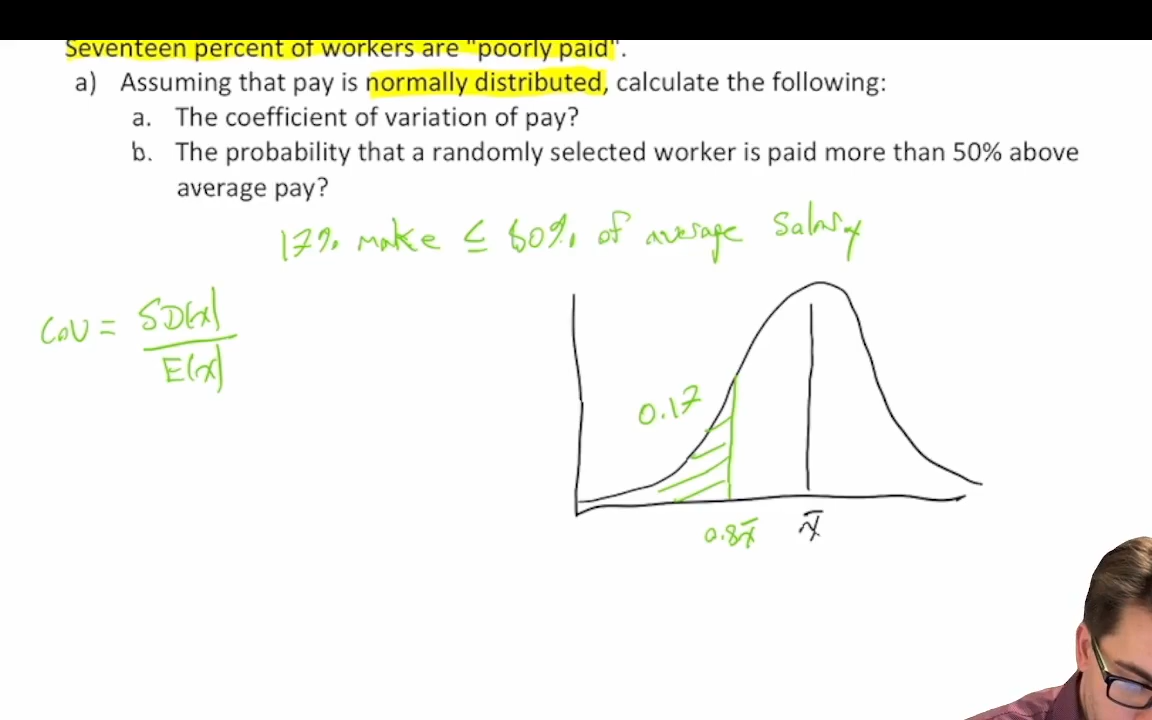 Seventeen percent of workers are "poorly paid".
a) Assuming that pay is normally distributed, calculate the following:
a. The coefficient of variation of pay?
b. The probability that a randomly selected worker is paid more than 50% above
average pay?
17% make ≤ 80% of average salary
COV = SD(x)
E(x)
0.17
0.8x̄ x̄